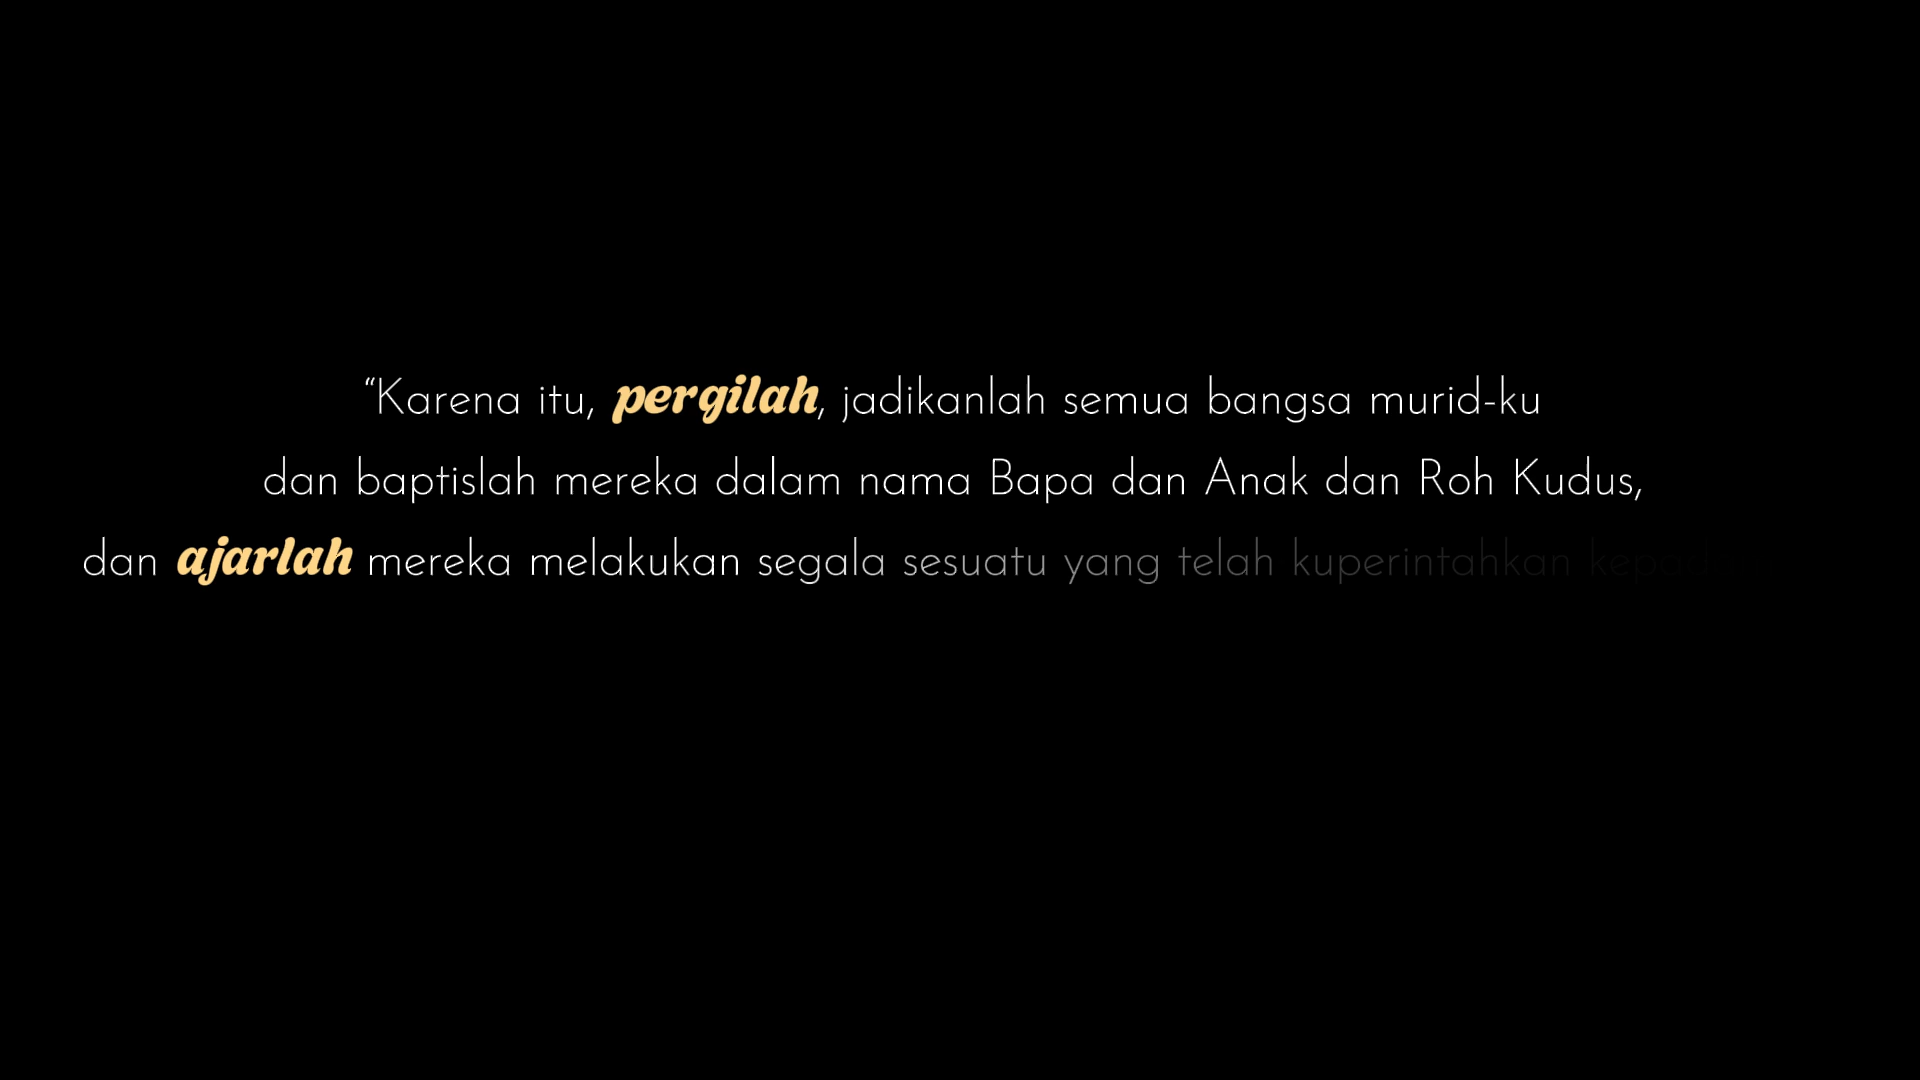 “Karena itu, pergilah, jadikanlah semua bangsa murid-ku
dan baptislah mereka dalam nama Bapa dan Anak dan Roh Kudus,
dan ajarlah mereka melakukan segala sesuatu yang telah kuperintahkan